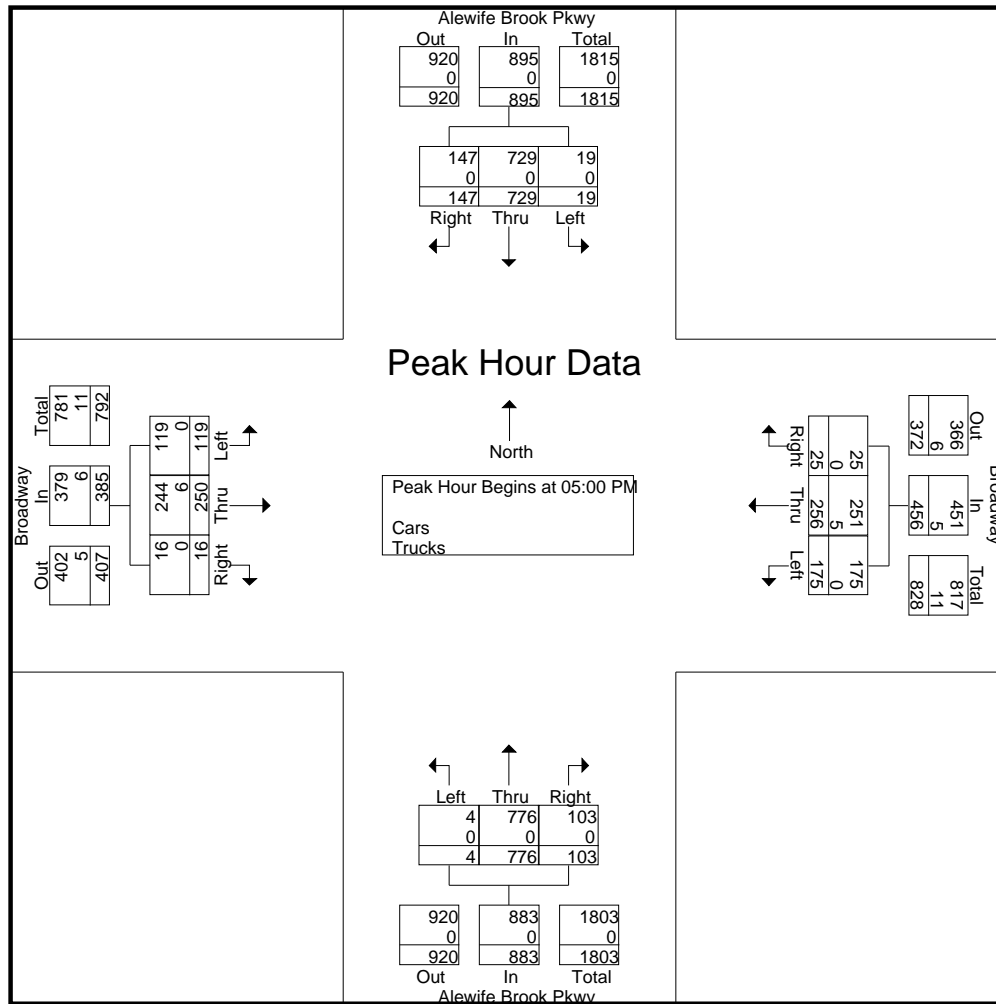 Alewife Brook Pkwy
Out In Total
920 895 1815
0 0 0
920 895 1815
147 729 19
0 0 0
147 729 19
Right Thru Left
Peak Hour Data
North
Peak Hour Begins at 05:00 PM
Cars
Trucks
Broadway
Total In Out
781 379 402
11 6 5
792 385 407
119 244 16
0 6 0
119 250 16
Left Thru Right
Broadway
Out In Total
366 451 817
6 5 11
372 456 828
25 251 175
0 5 0
25 256 175
Right Thru Left
Left Thru Right
4 776 103
0 0 0
4 776 103
920 883 1803
0 0 0
920 883 1803
Out In Total
Alewife Brook Pkwy